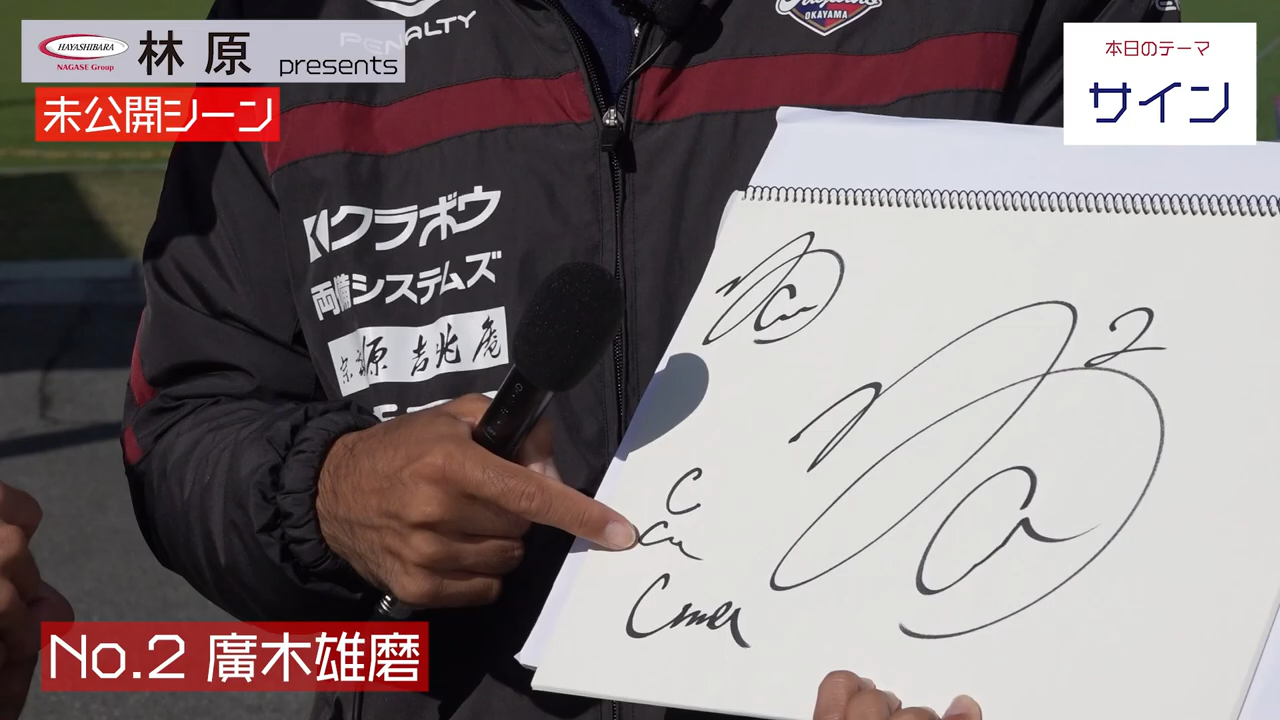 HAYASHIBARA
NAGASE Group
林原 presents
未公開シーン
本日のテーマ
サイン
PENALTY
OKAYAMA
クラボウ
両備システムズ
吉兆庵
2
C
No.2 廣木雄磨